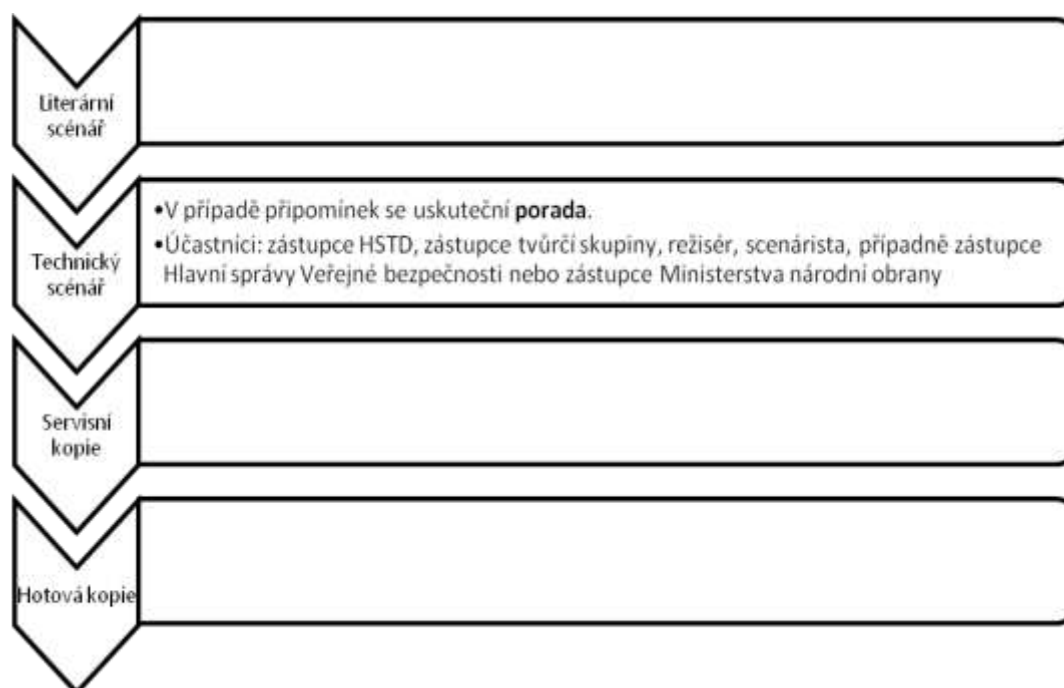 Literární
scénář
Technický
scénář
•V případě připomínek se uskuteční porada.
•Účastníci: zástupce HSTD, zástupce tvůrčí skupiny, režisér, scenárista, případně zástupce
Hlavní správy Veřejné bezpečnosti nebo zástupce Ministerstva národní obrany
Servisní
kopie
Hotová kopie